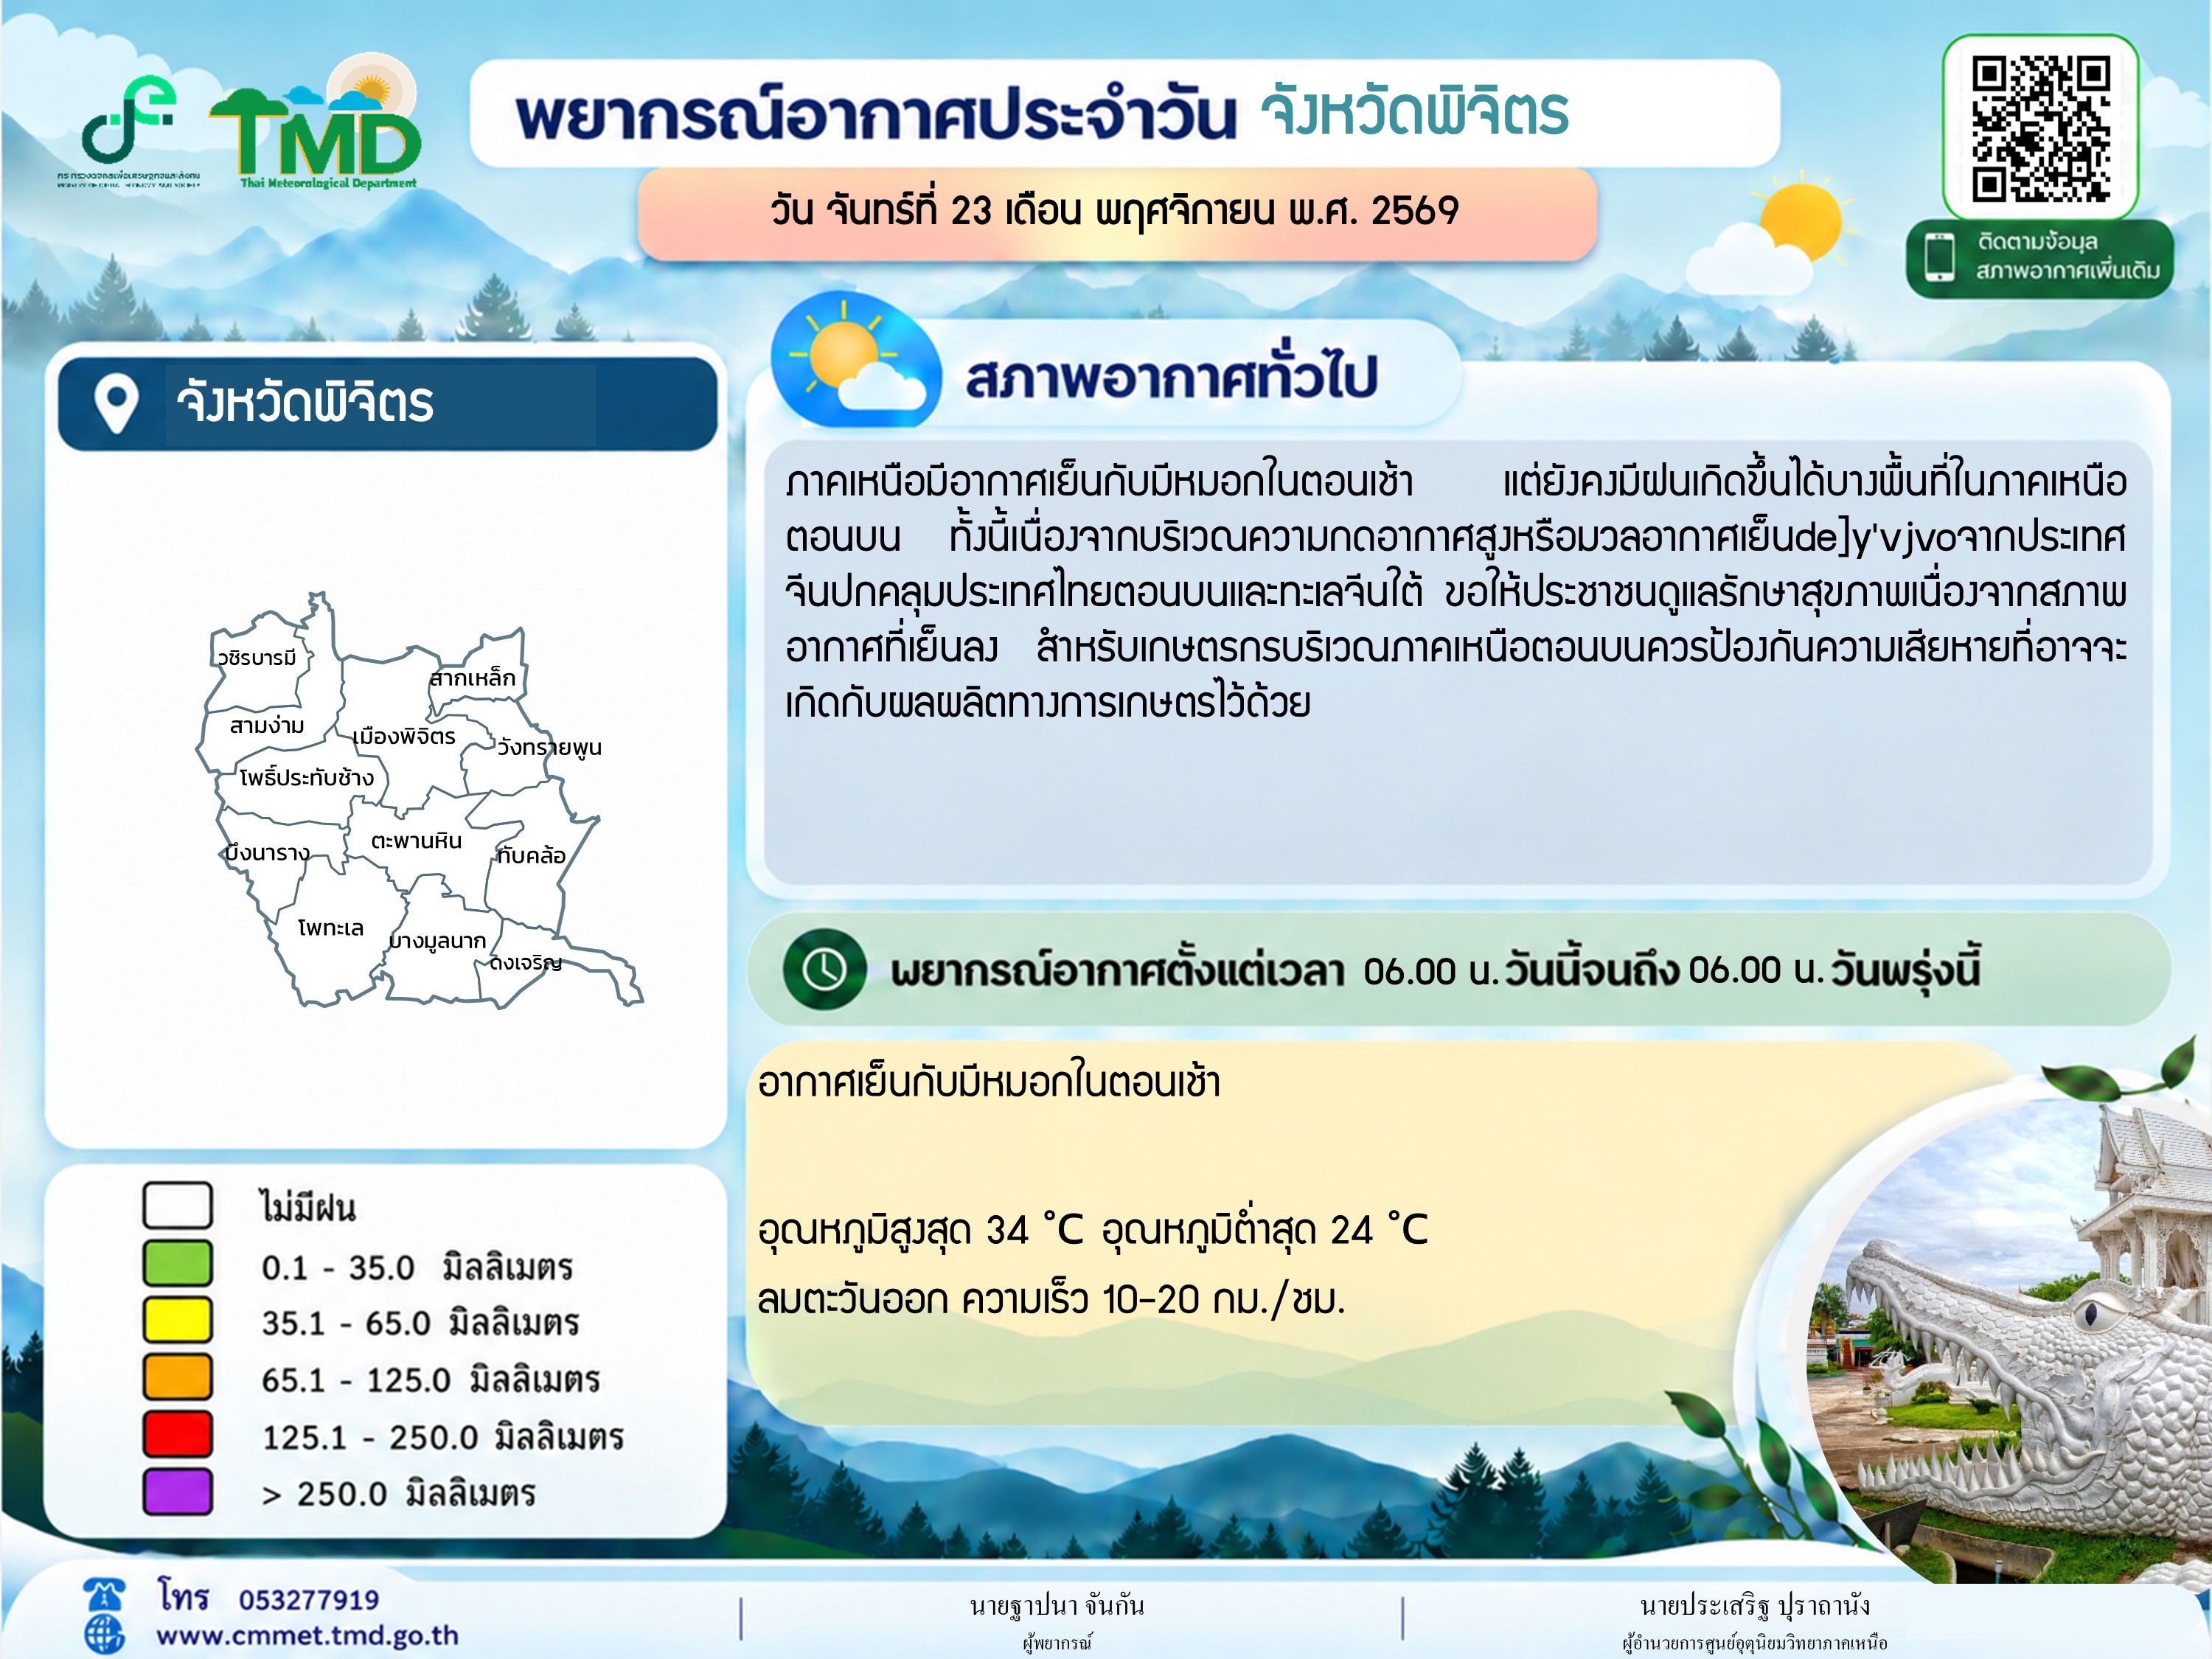 พยากรณ์อากาศประจำวัน จังหวัดพิจิตร
TMD
Thai Meteorological Department
วัน จันทร์ที่ 23 เดือน พฤศจิกายน พ.ศ. 2569
ติดตามข้อมูล
สภาพอากาศเพิ่มเติม
จังหวัดพิจิตร
วชิรบารมี
สากเหล็ก
สามง่าม
เมืองพิจิตร
วังทรายพูน
โพธิ์ประทับช้าง
ตะพานหิน
บึงนาราง
ทับคล้อ
โพทะเล
บางมูลนาก
ดงเจริญ
ไม่มีฝน
0.1 - 35.0 มิลลิเมตร
35.1 - 65.0 มิลลิเมตร
65.1 - 125.0 มิลลิเมตร
125.1 - 250.0 มิลลิเมตร
> 250.0 มิลลิเมตร
สภาพอากาศทั่วไป
ภาคเหนือมีอากาศเย็นกับมีหมอกในตอนเช้า แต่ยังคงมีฝนเกิดขึ้นได้บางพื้นที่ในภาคเหนือ
ตอนบน ทั้งนี้เนื่องจากบริเวณความกดอากาศสูงหรือมวลอากาศเย็นde]y'vjvoจากประเทศ
จีนปกคลุมประเทศไทยตอนบนและทะเลจีนใต้ ขอให้ประชาชนดูแลรักษาสุขภาพเนื่องจากสภาพ
อากาศที่เย็นลง สำหรับเกษตรกรบริเวณภาคเหนือตอนบนควรป้องกันความเสียหายที่อาจจะ
เกิดกับผลผลิตทางการเกษตรไว้ด้วย
พยากรณ์อากาศตั้งแต่เวลา 06.00 น. วันนี้จนถึง 06.00 น. วันพรุ่งนี้
อากาศเย็นกับมีหมอกในตอนเช้า
อุณหภูมิสูงสุด 34 °C อุณหภูมิต่ำสุด 24 °C
ลมตะวันออก ความเร็ว 10-20 กม./ชม.
โทร 053277919
www.cmmet.tmd.go.th
นายฐาปนา จันกัน
ผู้พยากรณ์
นายประเสริฐ ปุราถานัง
ผู้อำนวยการศูนย์อุตุนิยมวิทยาภาคเหนือ